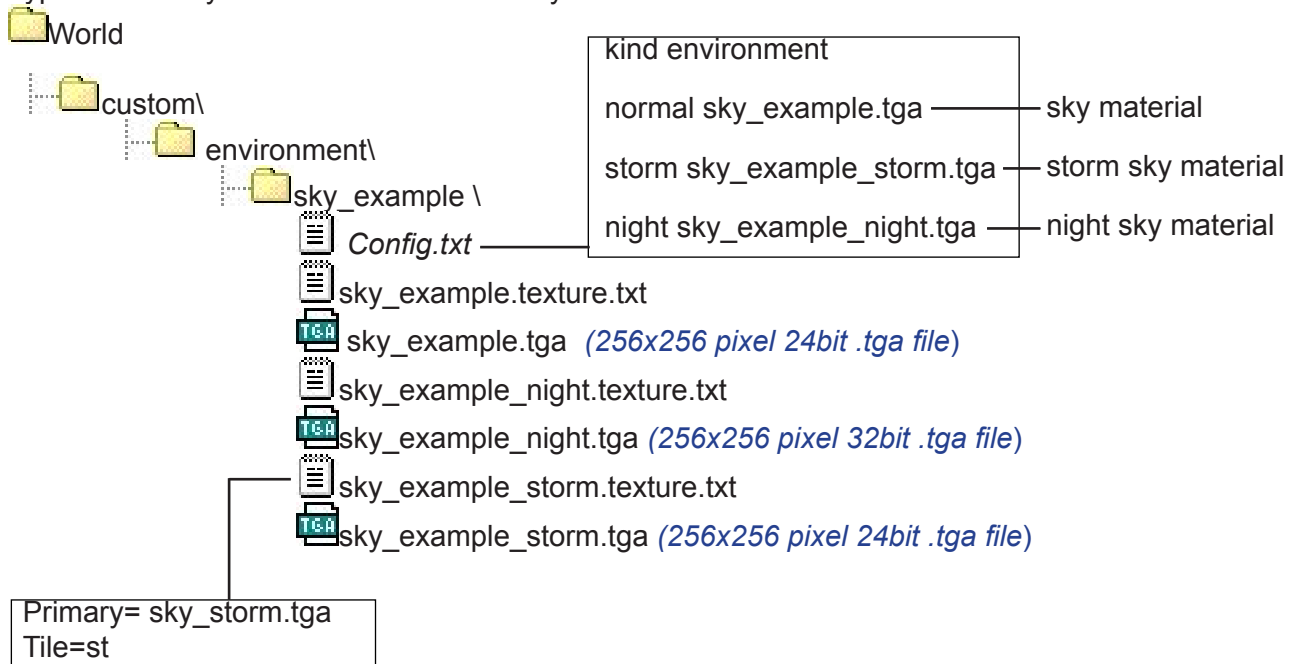 World
custom\
environment\
sky_example \
Config.txt
kind environment
normal sky_example.tga
sky material
storm sky_example_storm.tga
storm sky material
night sky_example_night.tga
night sky material
sky_example.texture.txt
TGA
sky_example.tga (256x256 pixel 24bit .tga file)
sky_example_night.texture.txt
TGA
sky_example_night.tga (256x256 pixel 32bit .tga file)
sky_example_storm.texture.txt
TGA
sky_example_storm.tga (256x256 pixel 24bit .tga file)
Primary= sky_storm.tga
Tile=st